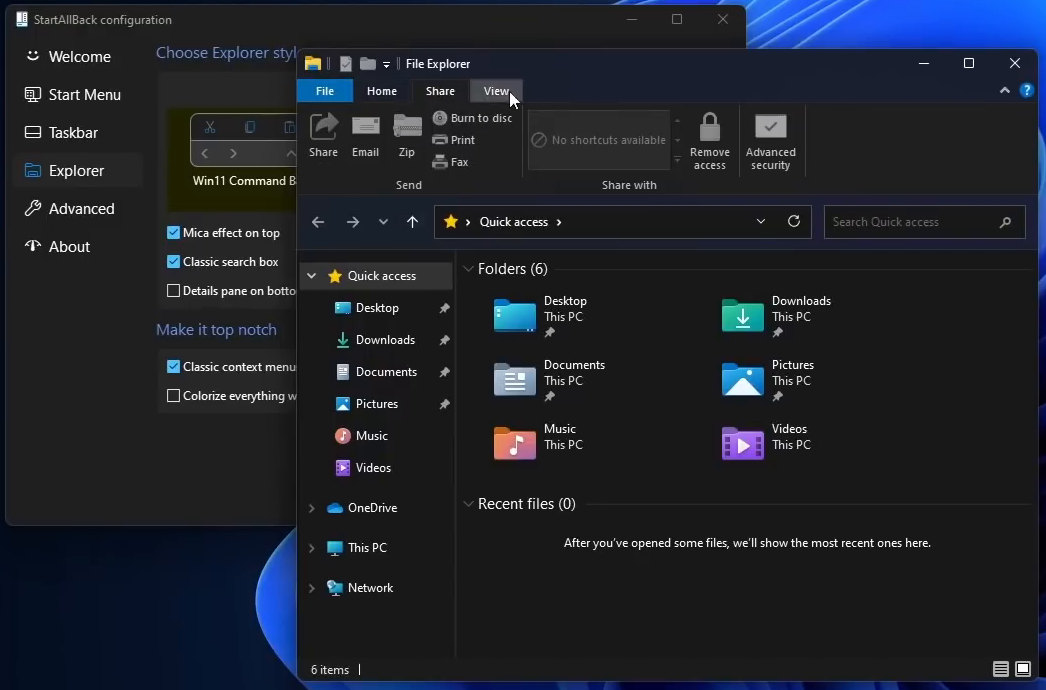 StartAllBack configuration
Welcome
Start Menu
Taskbar
Explorer
Advanced
About
Choose Explorer styl
Win11 Command B
Mica effect on top
Classic search box
Details pane on botto
Make it top notch
Classic context menu
Colorize everything w
File Explorer
File Home Share View
?
Share
Email
Zip
Burn to disc
Print
Fax
Send
No shortcuts available
Share with
Remove
access
Advanced
security
Quick access
Search Quick access
Quick access
Desktop
Downloads
Documents
Pictures
Music
Videos
OneDrive
This PC
Network
Folders (6)
Desktop
This PC
Downloads
This PC
Documents
This PC
Pictures
This PC
Music
This PC
Videos
This PC
Recent files (0)
After you've opened some files, we'll show the most recent ones here.
6 items